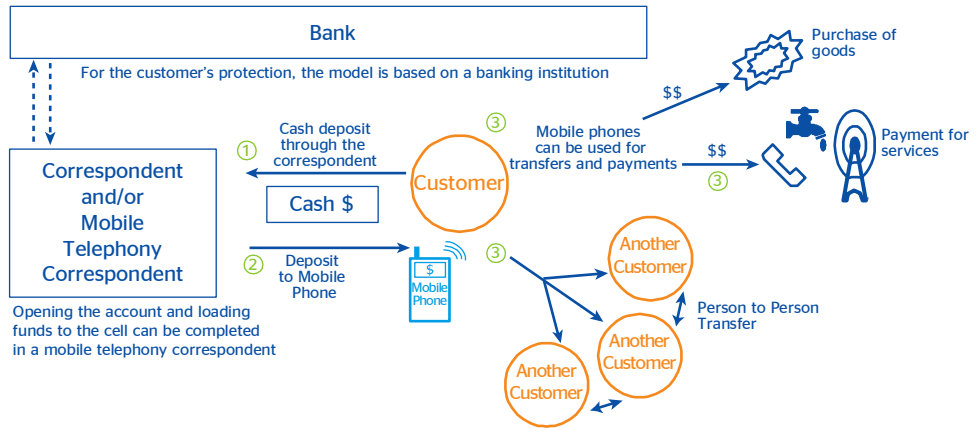 Bank
For the customer's protection, the model is based on a banking institution
Purchase of
goods
$$
③
Mobile phones
can be used for
transfers and payments
$$
③
Payment for
services
①
Cash deposit
through the
correspondent
Cash $
Customer
Correspondent
and/or
Mobile
Telephony
Correspondent
②
Deposit
to Mobile
Phone
$
Mobile
Phone
③
Another
Customer
Person to Person
Transfer
Another
Customer
Another
Customer
Opening the account and loading
funds to the cell can be completed
in a mobile telephony correspondent